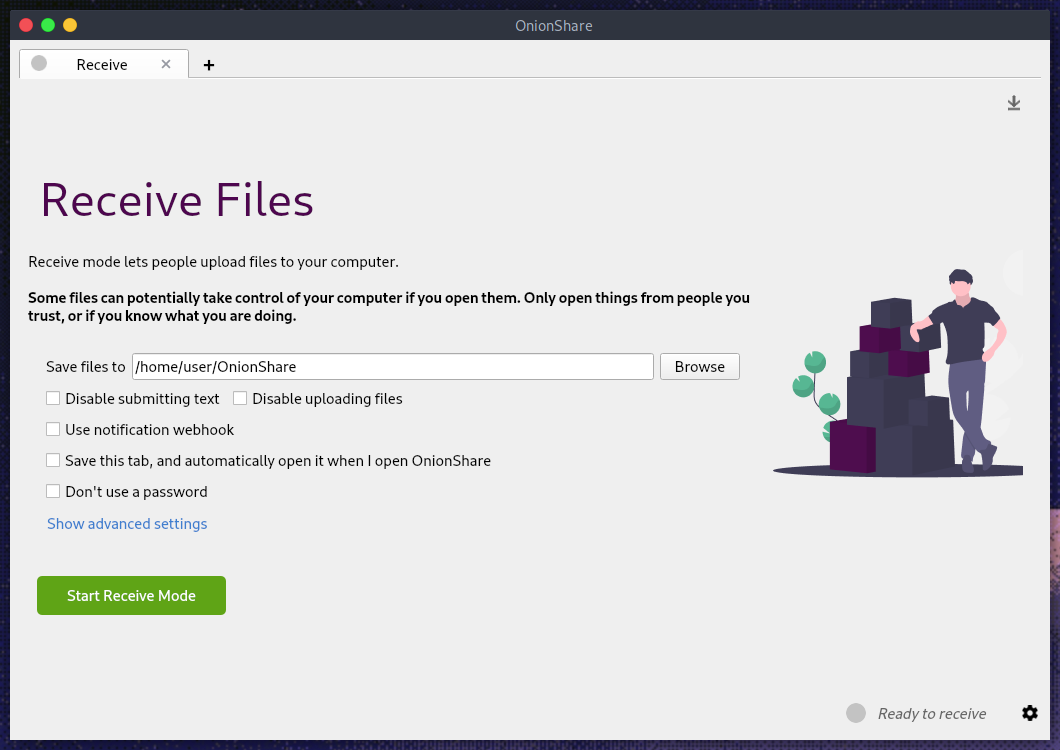 OnionShare
Receive
Receive Files
Receive mode lets people upload files to your computer.
Some files can potentially take control of your computer if you open them. Only open things from people you
trust, or if you know what you are doing.
Save files to /home/user/OnionShare Browse
Disable submitting text Disable uploading files
Use notification webhook
Save this tab, and automatically open it when I open OnionShare
Don't use a password
Show advanced settings
Start Receive Mode
Ready to receive